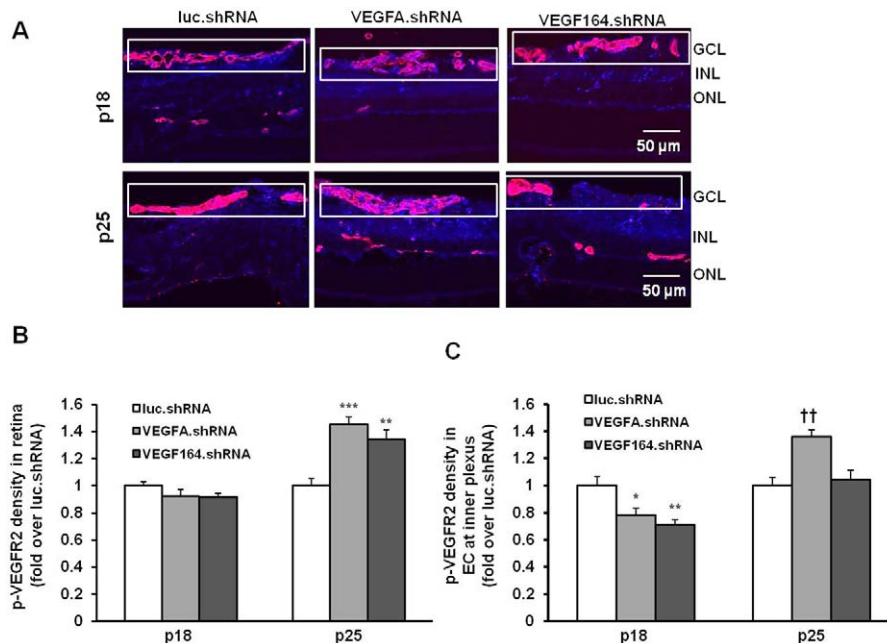 A
luc.shRNA
VEGFA.shRNA
VEGF164.shRNA
p18
GCL
INL
ONL
50 µm
p25
GCL
INL
ONL
50 µm
B
p-VEGFR2 density in retina
(fold over luc.shRNA)
1.6
1.4
1.2
1
0.8
0.6
0.4
0.2
0
luc.shRNA
VEGFA.shRNA
VEGF164.shRNA
***
**
p18
p25
C
p-VEGFR2 density in
EC at inner plexus
(fold over luc.shRNA)
1.6
1.4
1.2
1
0.8
0.6
0.4
0.2
0
luc.shRNA
VEGFA.shRNA
VEGF164.shRNA
*
**
††
p18
p25